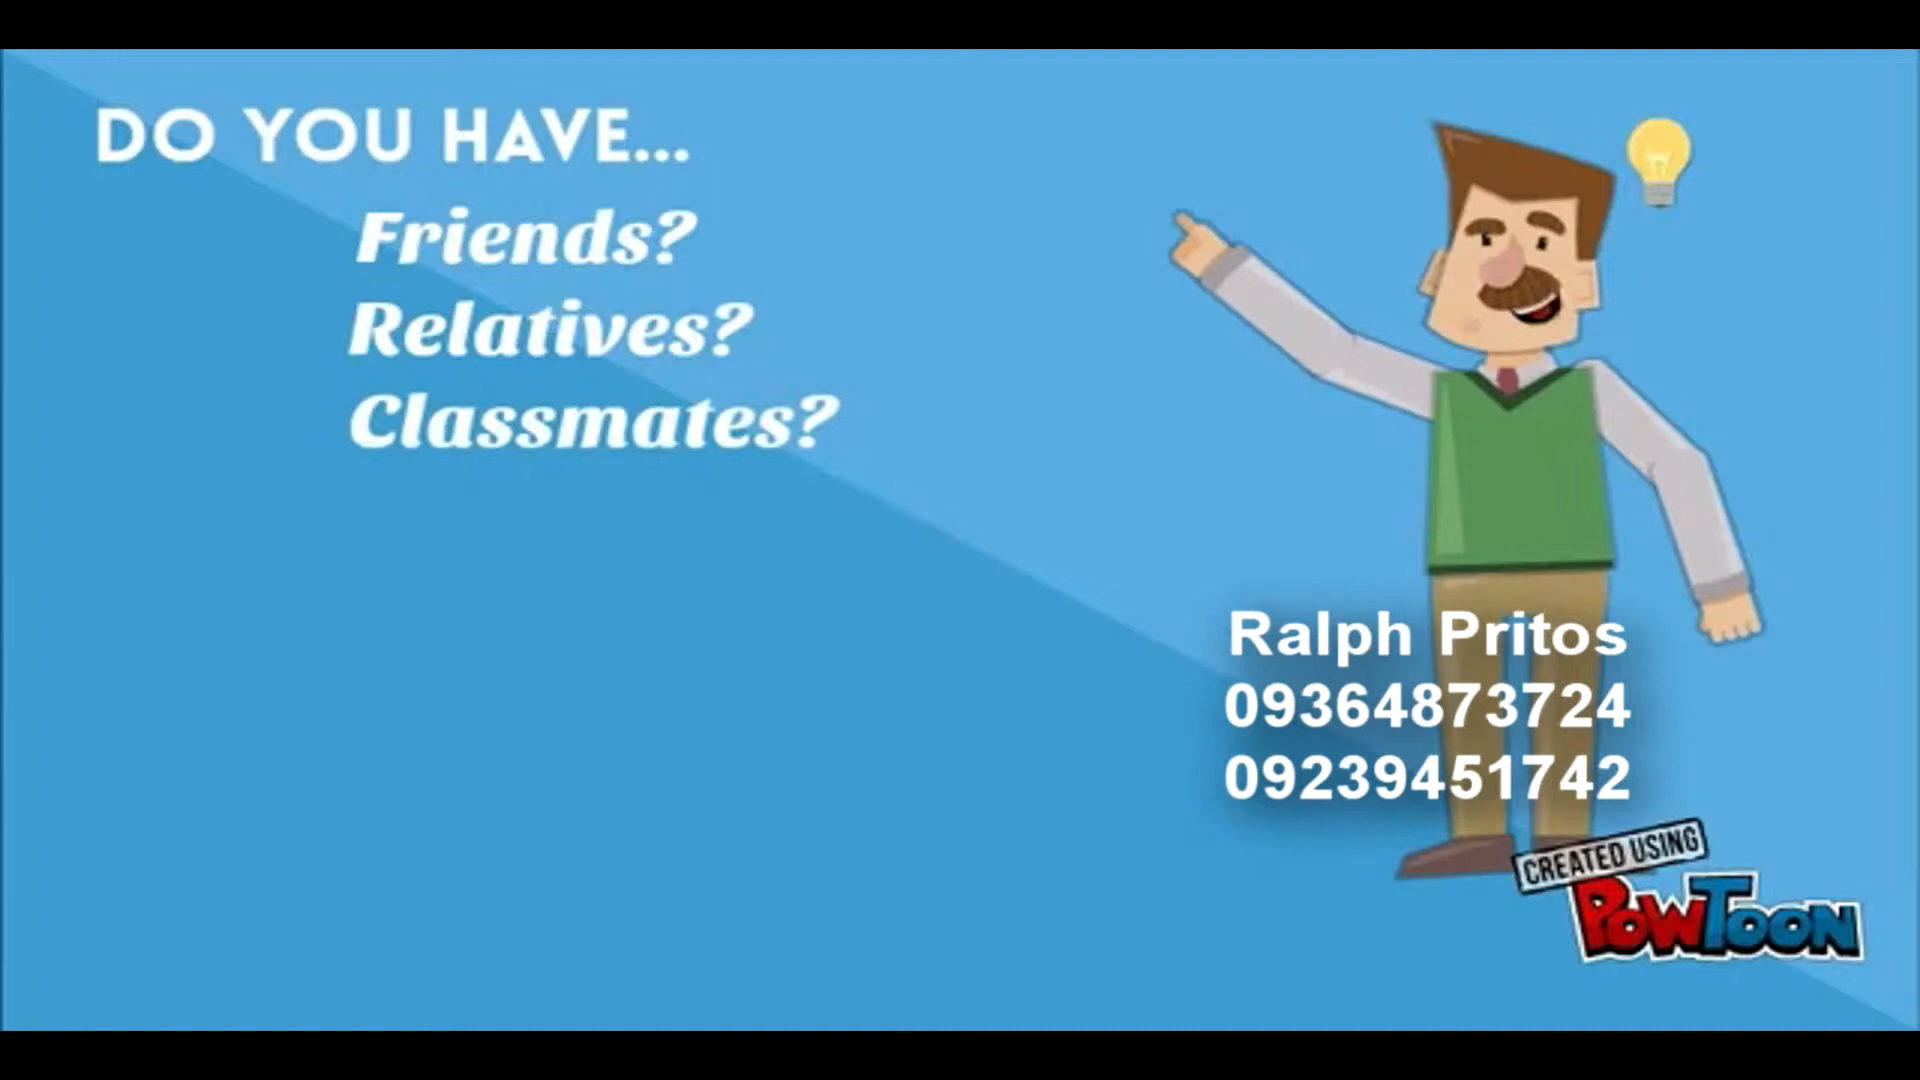 DO YOU HAVE...
Friends?
Relatives?
Classmates?
Ralph Pritos
09364873724
09239451742
CREATED USING
POWTOON